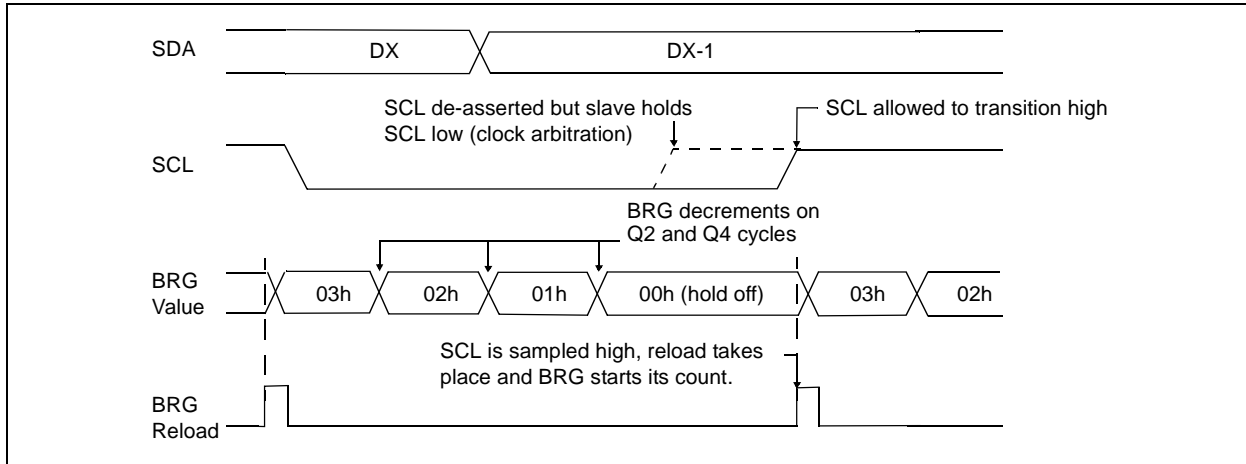 SDA
DX
DX-1
SCL de-asserted but slave holds
SCL low (clock arbitration)
SCL allowed to transition high
SCL
BRG decrements on
Q2 and Q4 cycles
BRG
Value
03h
02h
01h
00h (hold off)
03h
02h
SCL is sampled high, reload takes
place and BRG starts its count.
BRG
Reload